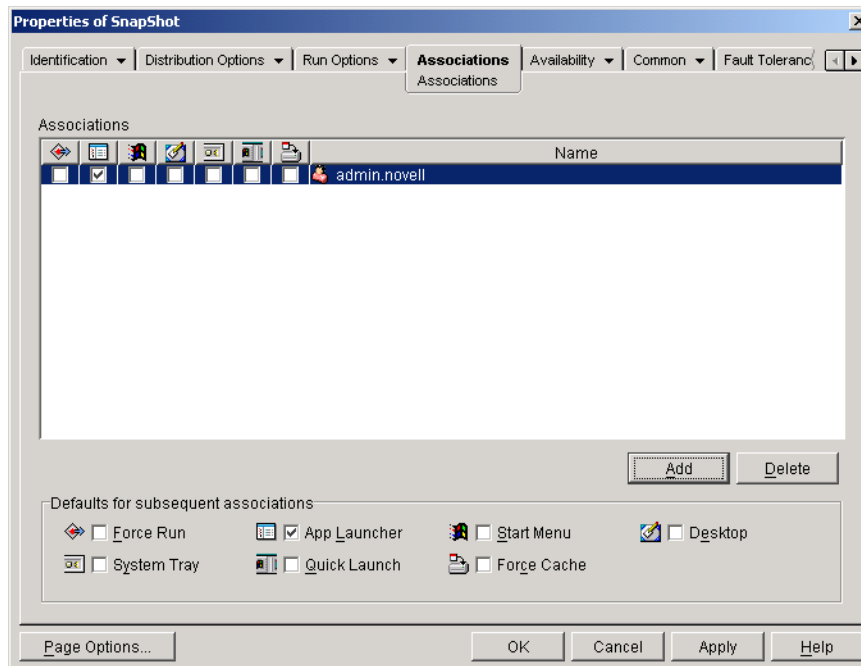 Properties of SnapShot
Identification Distribution Options Run Options Associations Availability Common Fault Toleranc
Associations
Associations
Name
admin.novell
Add Delete
Defaults for subsequent associations
Force Run App Launcher Start Menu Desktop
System Tray Quick Launch Force Cache
Page Options... OK Cancel Apply Help